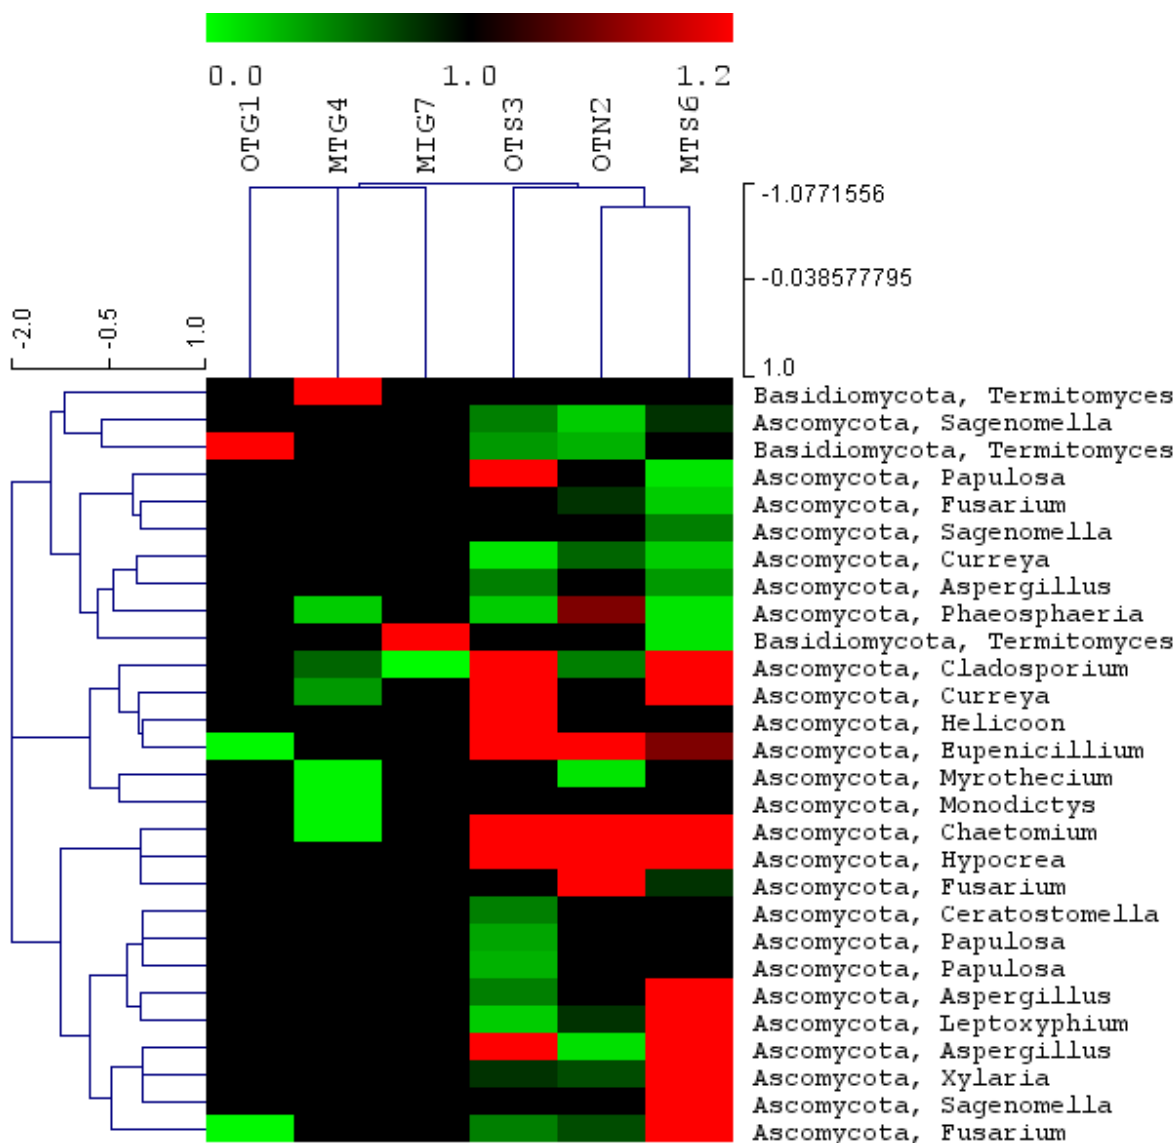 0.0 1.0 1.2
OTG1 MTG4 MIG7 OTS3 OTN2 MTS6
-1.0771556
-0.038577795
1.0
-2.0 -0.5 1.0
Basidiomycota, Termitomyces
Ascomycota, Sagenomella
Basidiomycota, Termitomyces
Ascomycota, Papulosa
Ascomycota, Fusarium
Ascomycota, Sagenomella
Ascomycota, Curreya
Ascomycota, Aspergillus
Ascomycota, Phaeosphaeria
Basidiomycota, Termitomyces
Ascomycota, Cladosporium
Ascomycota, Curreya
Ascomycota, Helicoon
Ascomycota, Eupenicillium
Ascomycota, Myrothecium
Ascomycota, Monodictys
Ascomycota, Chaetomium
Ascomycota, Hypocrea
Ascomycota, Fusarium
Ascomycota, Ceratostomella
Ascomycota, Papulosa
Ascomycota, Papulosa
Ascomycota, Aspergillus
Ascomycota, Leptoxyphium
Ascomycota, Aspergillus
Ascomycota, Xylaria
Ascomycota, Sagenomella
Ascomycota, Fusarium